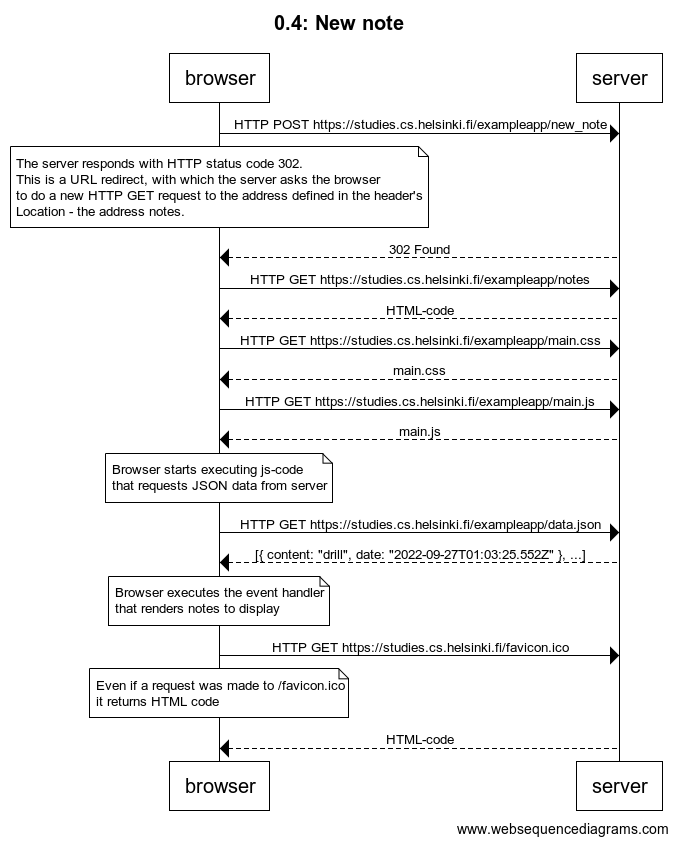 0.4: New note
browser
server
HTTP POST https://studies.cs.helsinki.fi/exampleapp/new_note
The server responds with HTTP status code 302.
This is a URL redirect, with which the server asks the browser
to do a new HTTP GET request to the address defined in the header's
Location - the address notes.
302 Found
HTTP GET https://studies.cs.helsinki.fi/exampleapp/notes
HTML-code
HTTP GET https://studies.cs.helsinki.fi/exampleapp/main.css
main.css
HTTP GET https://studies.cs.helsinki.fi/exampleapp/main.js
main.js
Browser starts executing js-code
that requests JSON data from server
HTTP GET https://studies.cs.helsinki.fi/exampleapp/data.json
[{ content: "drill", date: "2022-09-27T01:03:25.552Z" }, ...]
Browser executes the event handler
that renders notes to display
HTTP GET https://studies.cs.helsinki.fi/favicon.ico
Even if a request was made to /favicon.ico
it returns HTML code
HTML-code
browser
server
www.websequencediagrams.com